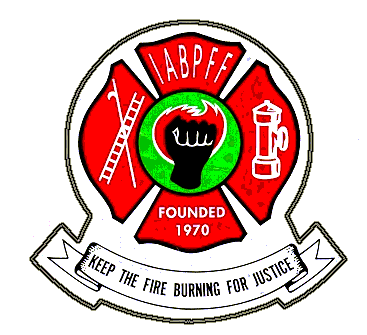 IABPFF
FOUNDED
1970
KEEP THE FIRE BURNING FOR JUSTICE